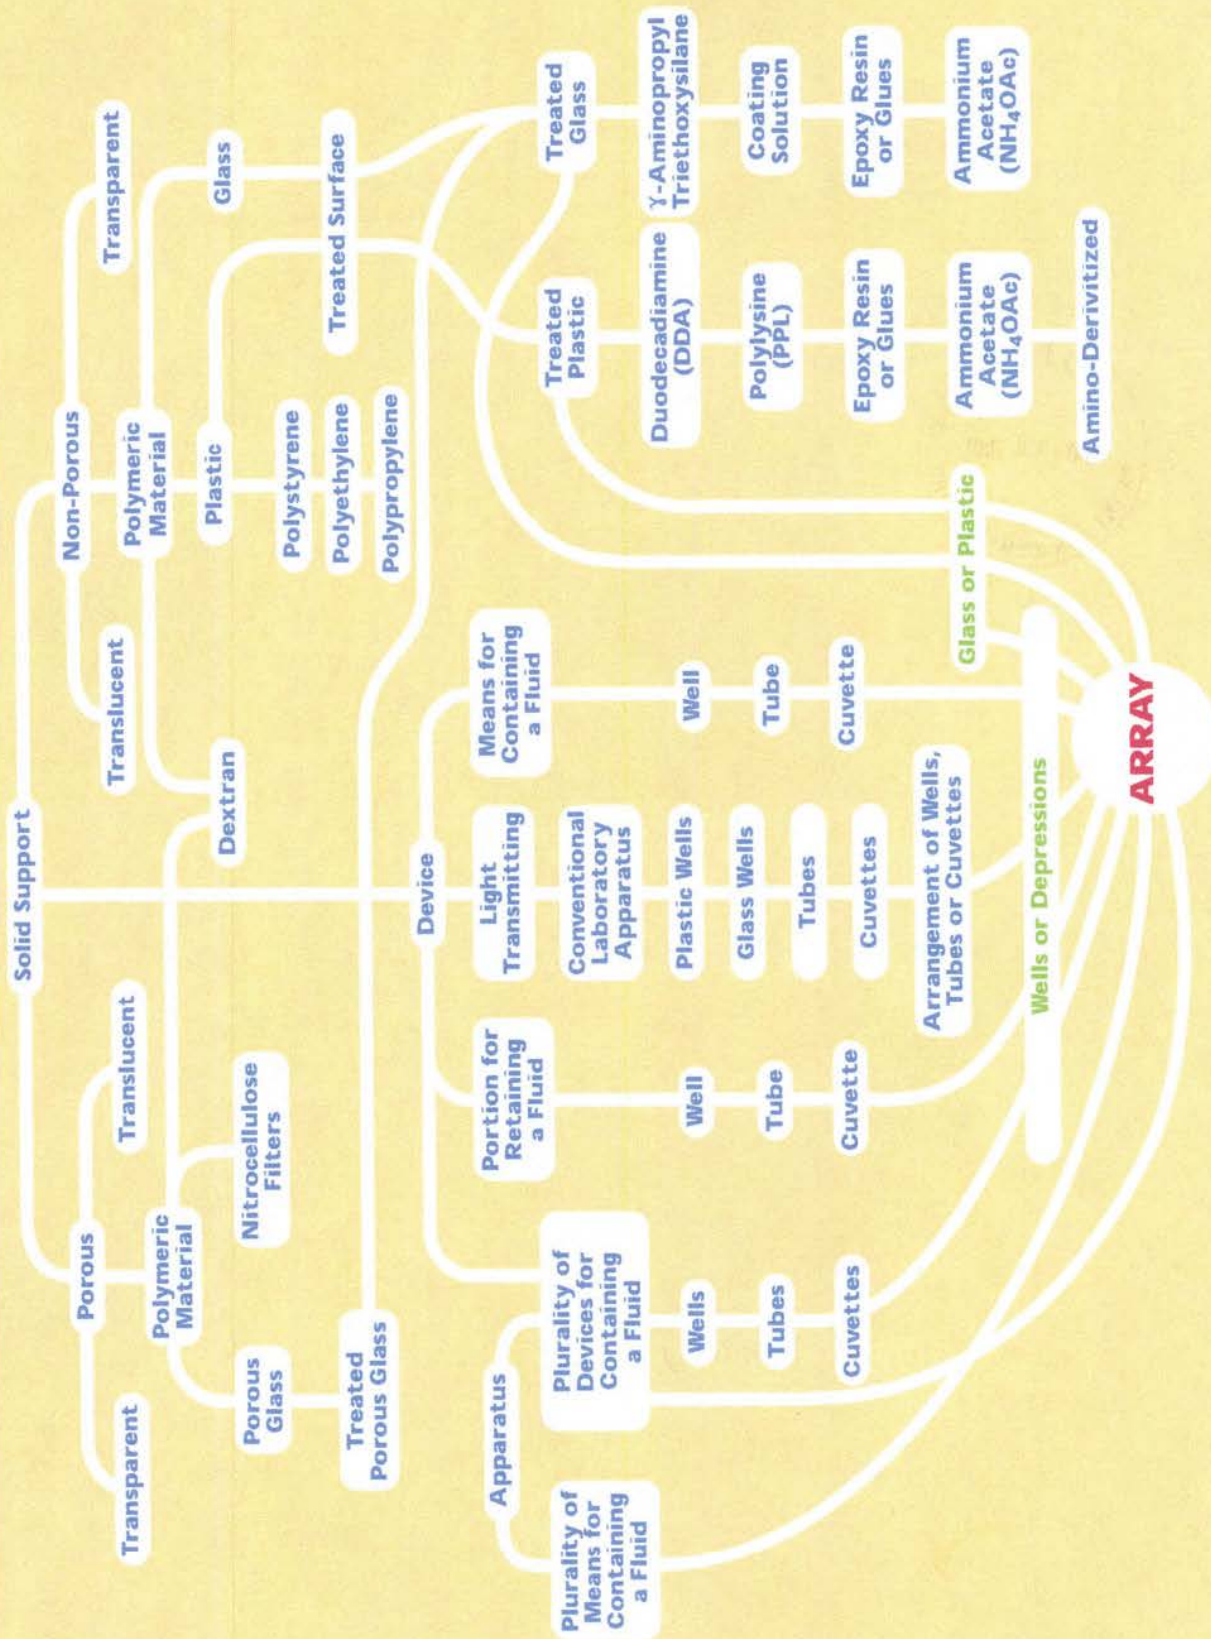 Solid Support
Porous
Non-Porous
Transparent
Translucent
Translucent
Transparent
Polymeric
Material
Polymeric
Material
Porous
Glass
Nitrocellulose
Filters
Dextran
Plastic
Glass
Polystyrene
Polyethylene
Polypropylene
Treated
Porous Glass
Treated Surface
Device
Apparatus
Plurality of
Means for
Containing
a Fluid
Plurality of
Devices for
Containing
a Fluid
Wells
Tubes
Cuvettes
Portion for
Retaining
a Fluid
Well
Tube
Cuvette
Light
Transmitting
Conventional
Laboratory
Apparatus
Plastic Wells
Glass Wells
Tubes
Cuvettes
Arrangement of Wells,
Tubes or Cuvettes
Means for
Containing
a Fluid
Well
Tube
Cuvette
Treated
Plastic
Duodecadiamine
(DDA)
Polylysine
(PPL)
Epoxy Resin
or Glues
Ammonium
Acetate
(NH₄OAc)
Amino-Derivitized
Treated
Glass
γ-Aminopropyl
Triethoxysilane
Coating
Solution
Epoxy Resin
or Glues
Ammonium
Acetate
(NH₄OAc)
Glass or Plastic
Wells or Depressions
ARRAY